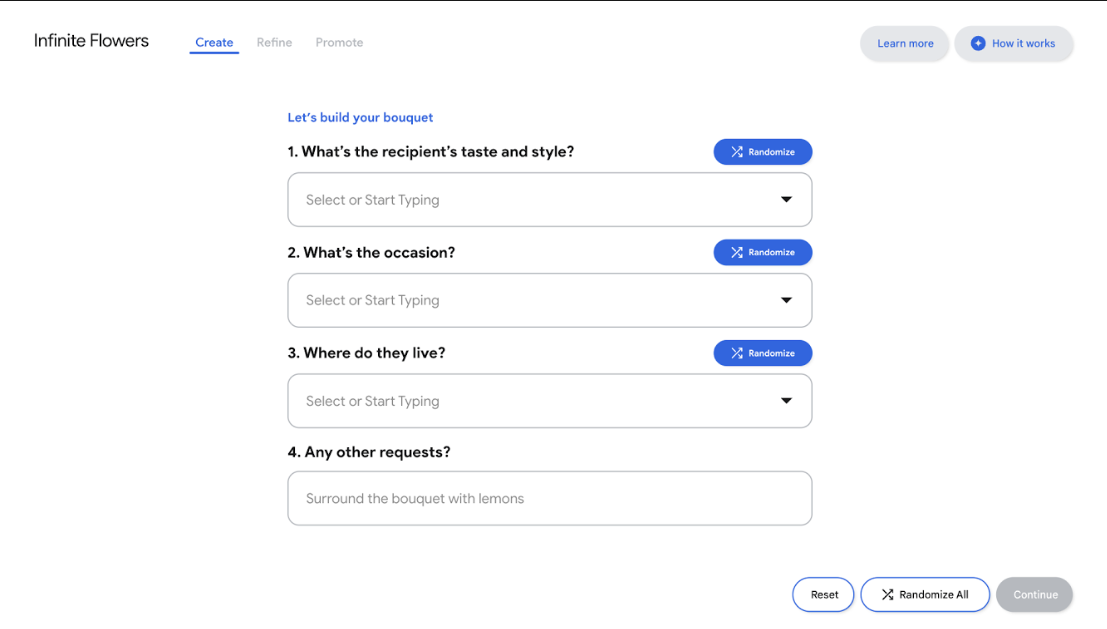 Infinite Flowers
Create
Refine
Promote
Learn more
How it works
Let's build your bouquet
1. What's the recipient's taste and style?
Randomize
Select or Start Typing
2. What's the occasion?
Randomize
Select or Start Typing
3. Where do they live?
Randomize
Select or Start Typing
4. Any other requests?
Surround the bouquet with lemons
Reset
Randomize All
Continue